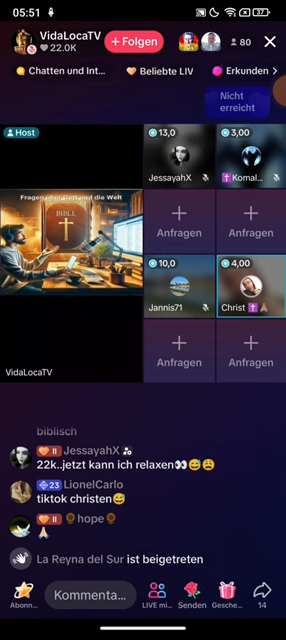 05:51
37
VidaLocaTV
22.0K
+ Folgen
80
Chatten und Int...
Beliebte LIV
Erkunden
Nicht
erreicht
Host
13,0
3,00
JessayahX
Komal...
Fragen über Gott und die Welt
BIBLE
Anfragen
Anfragen
10,0
4,00
Jannis71
Christ
Anfragen
Anfragen
VidaLocaTV
biblisch
II JessayahX
22k..jetzt kann ich relaxen👀😅😩
23 LionelCarlo
tiktok christen😅
II 🌻hope🌻
🙏🏻
La Reyna del Sur ist beigetreten
Abonn...
Kommenta...
LIVE mi...
Senden
Gesche...
14